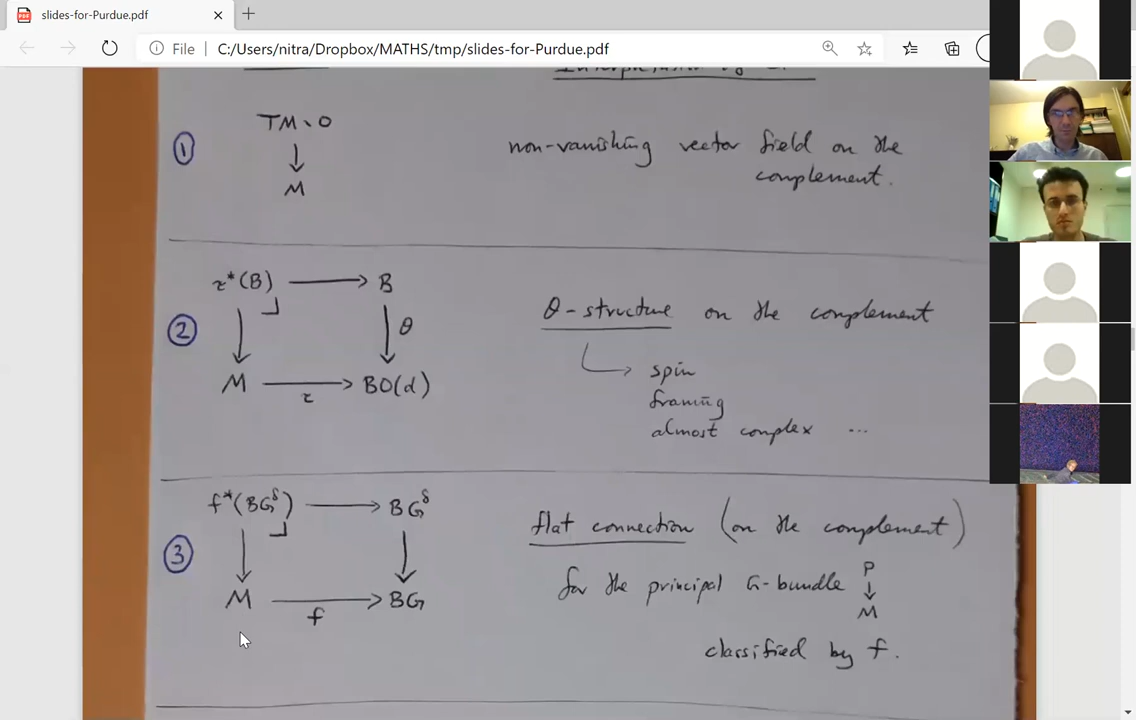 slides-for-Purdue.pdf
File | C:/Users/nitra/Dropbox/MATHS/tmp/slides-for-Purdue.pdf
① TM∖0 ↓ M
non-vanishing vector field on the
complement.
② τ*(B) ⟶ B
θ
M ⟶ BO(d)
τ
θ-structure on the complement
spin
framing
almost complex ...
③ f*(BG^δ) ⟶ BG^δ
M ⟶ BG
f
flat connection (on the complement)
for the principal G-bundle P ↓ M
classified by f.